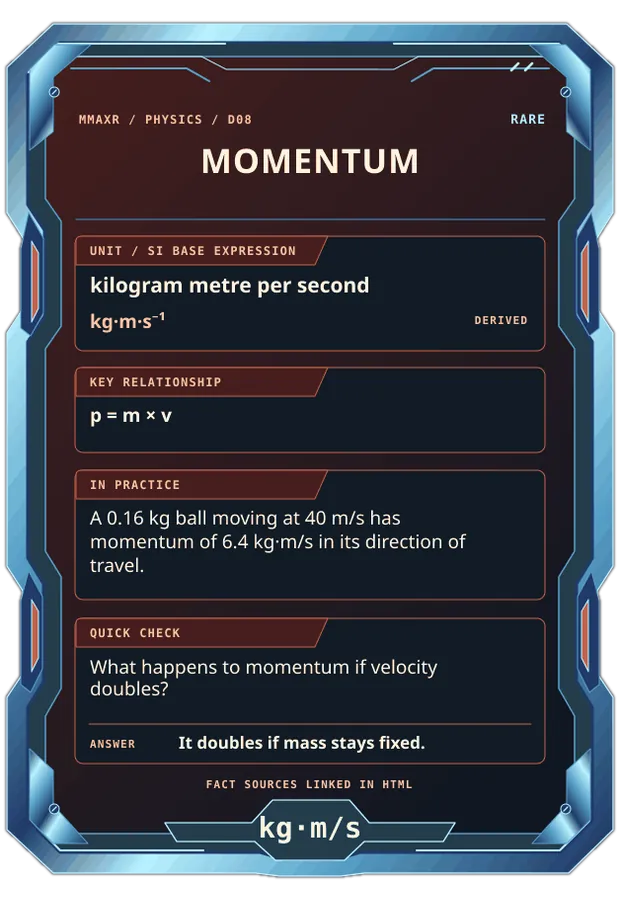 MMAXR / PHYSICS / D08
RARE
MOMENTUM
UNIT / SI BASE EXPRESSION
kilogram metre per second
kg·m·s⁻¹
DERIVED
KEY RELATIONSHIP
p = m × v
IN PRACTICE
A 0.16 kg ball moving at 40 m/s has
momentum of 6.4 kg·m/s in its direction of
travel.
QUICK CHECK
What happens to momentum if velocity
doubles?
ANSWER
It doubles if mass stays fixed.
FACT SOURCES LINKED IN HTML
kg·m/s